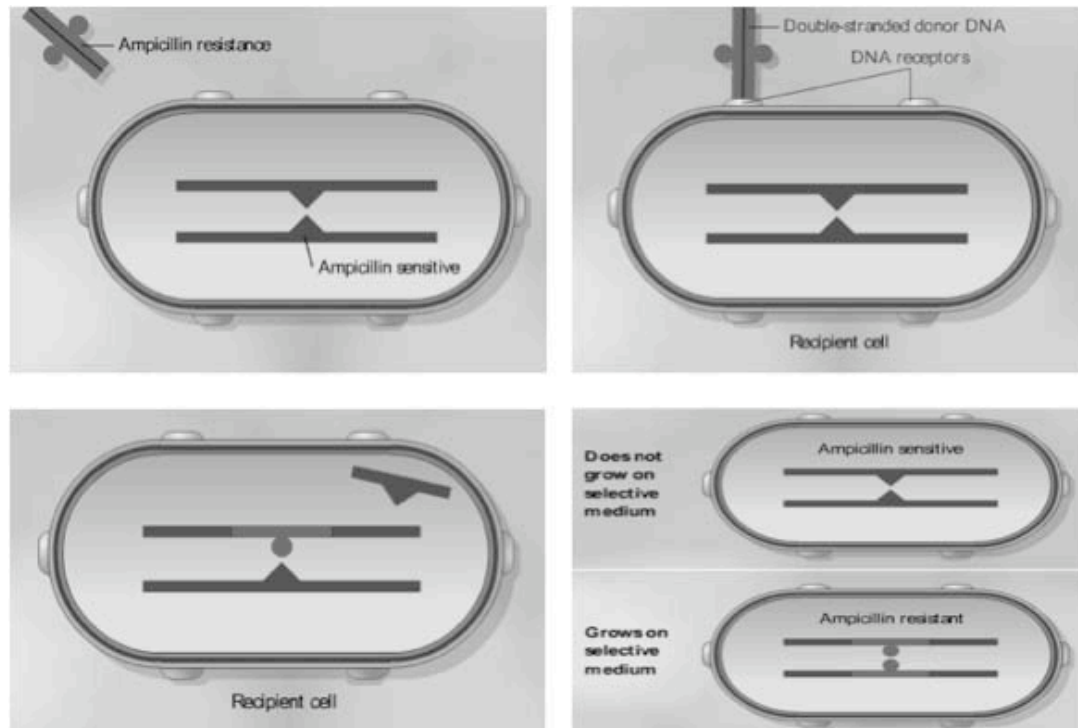 Ampicillin resistance
Ampicillin sensitive
Double-stranded donor DNA
DNA receptors
Recipient cell
Recipient cell
Does not
grow on
selective
medium
Ampicillin sensitive
Grows on
selective
medium
Ampicillin resistant